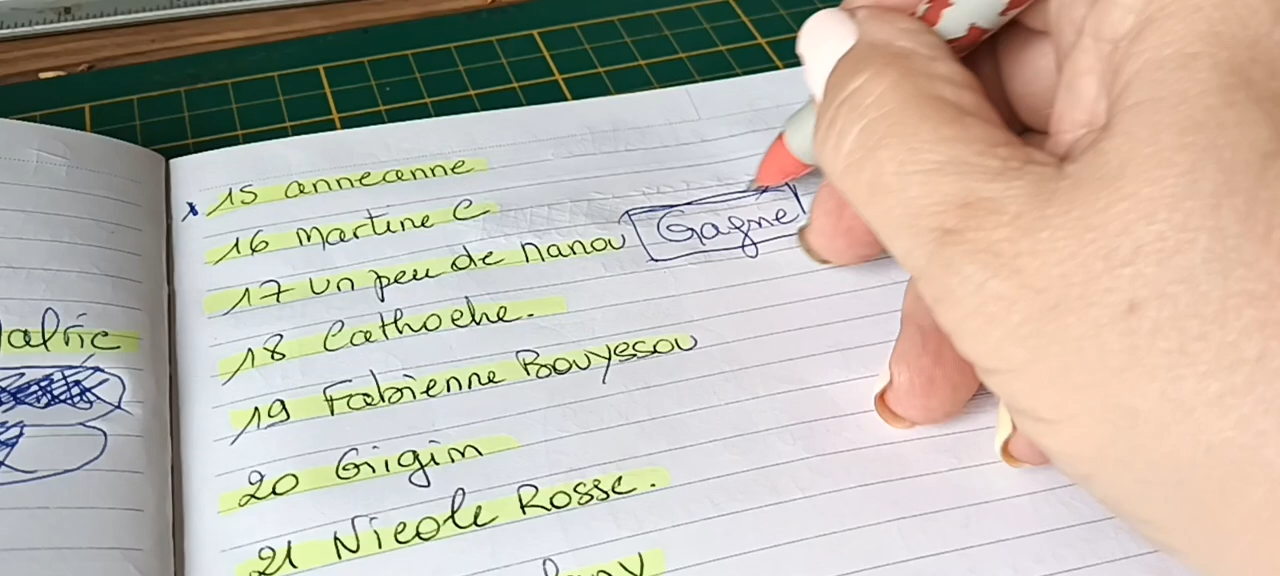 alric
15 anneanne
16 Martine C
17 un peu de nanou Gagné
18 Cathoche.
19 Fabienne Bouyssou
20 Gigim
21 Nicole Rosse.